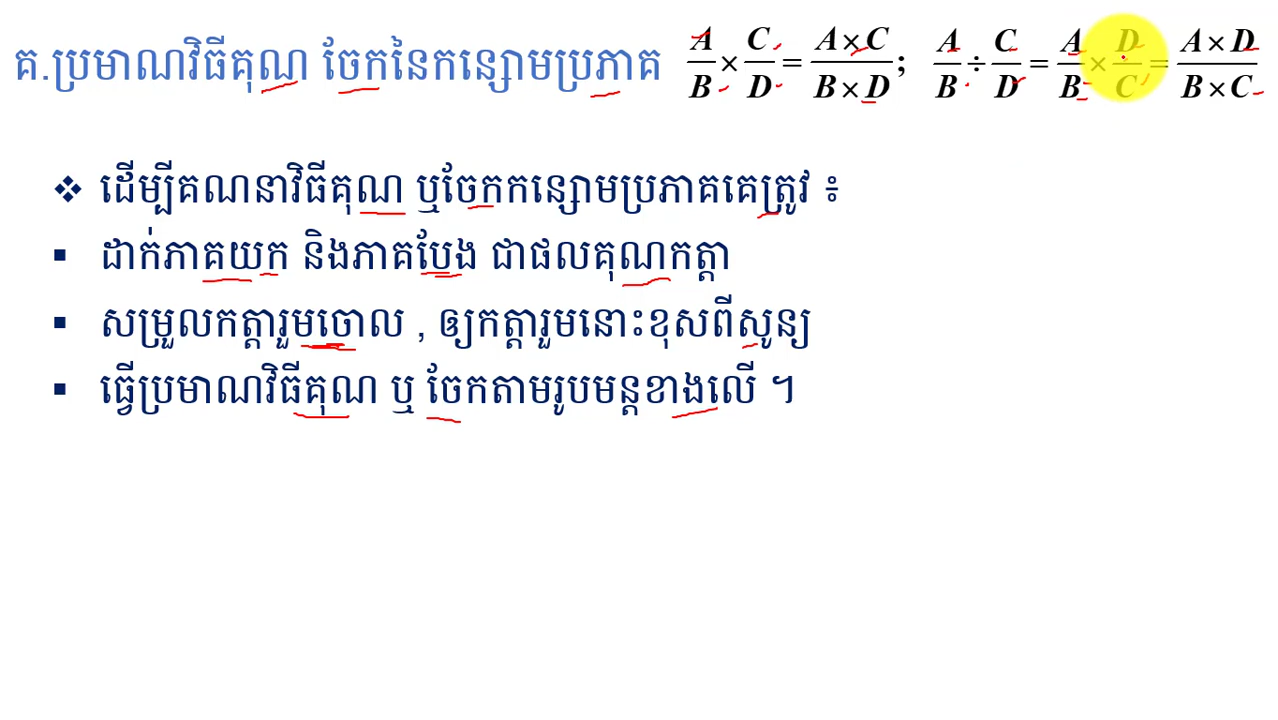 គ.ប្រមាណវិធីគុណ ចែកនៃកន្សោមប្រភាគ A/B × C/D = A×C/B×D ; A/B ÷ C/D = A/B × D/C = A×D/B×C
❖ ដើម្បីគណនាវិធីគុណ ឬចែកកន្សោមប្រភាគគេត្រូវ ៖
▪ ដាក់ភាគយក និងភាគបែង ជាផលគុណកត្តា
▪ សម្រួលកត្តារួមចោល , ឲ្យកត្តារួមនោះខុសពីសូន្យ
▪ ធ្វើប្រមាណវិធីគុណ ឬ ចែកតាមរូបមន្តខាងលើ ។